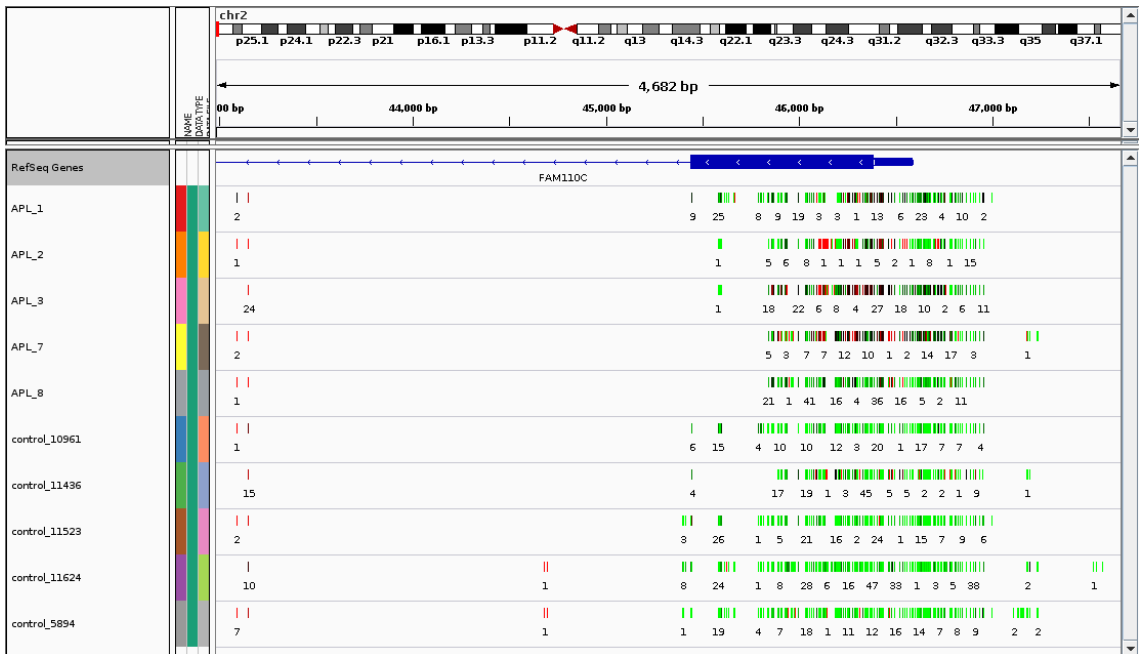 chr2
p25.1 p24.1 p22.3 p21 p16.1 p13.3 p11.2 q11.2 q13 q14.3 q22.1 q23.3 q24.3 q31.2 q32.3 q33.3 q35 q37.1
4,682 bp
00 bp 44,000 bp 45,000 bp 46,000 bp 47,000 bp
NAME
DATA TYPE
RefSeq Genes
FAM110C
APL_1
2 9 25 8 9 19 3 3 1 13 6 23 4 10 2
APL_2
1 1 5 6 8 1 1 1 5 2 1 8 1 15
APL_3
24 1 18 22 6 8 4 27 18 10 2 6 11
APL_7
2 5 3 7 7 12 10 1 2 14 17 3 1
APL_8
1 21 1 41 16 4 36 16 5 2 11
control_10961
1 6 15 4 10 10 12 3 20 1 17 7 7 4
control_11436
15 4 17 19 1 3 45 5 5 2 2 1 9 1
control_11523
2 3 26 1 5 21 16 2 24 1 15 7 9 6
control_11624
10 1 8 24 1 8 28 6 16 47 33 1 3 5 38 2 1
control_5894
7 1 1 19 4 7 18 1 11 12 16 14 7 8 9 2 2